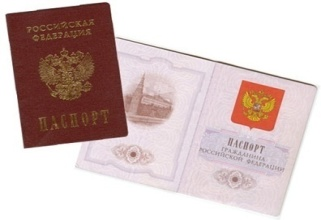 РОССИЙСКАЯ
ФЕДЕРАЦИЯ
ПАСПОРТ
ПАСПОРТ
ГРАЖДАНИНА
РОССИЙСКОЙ ФЕДЕРАЦИИ